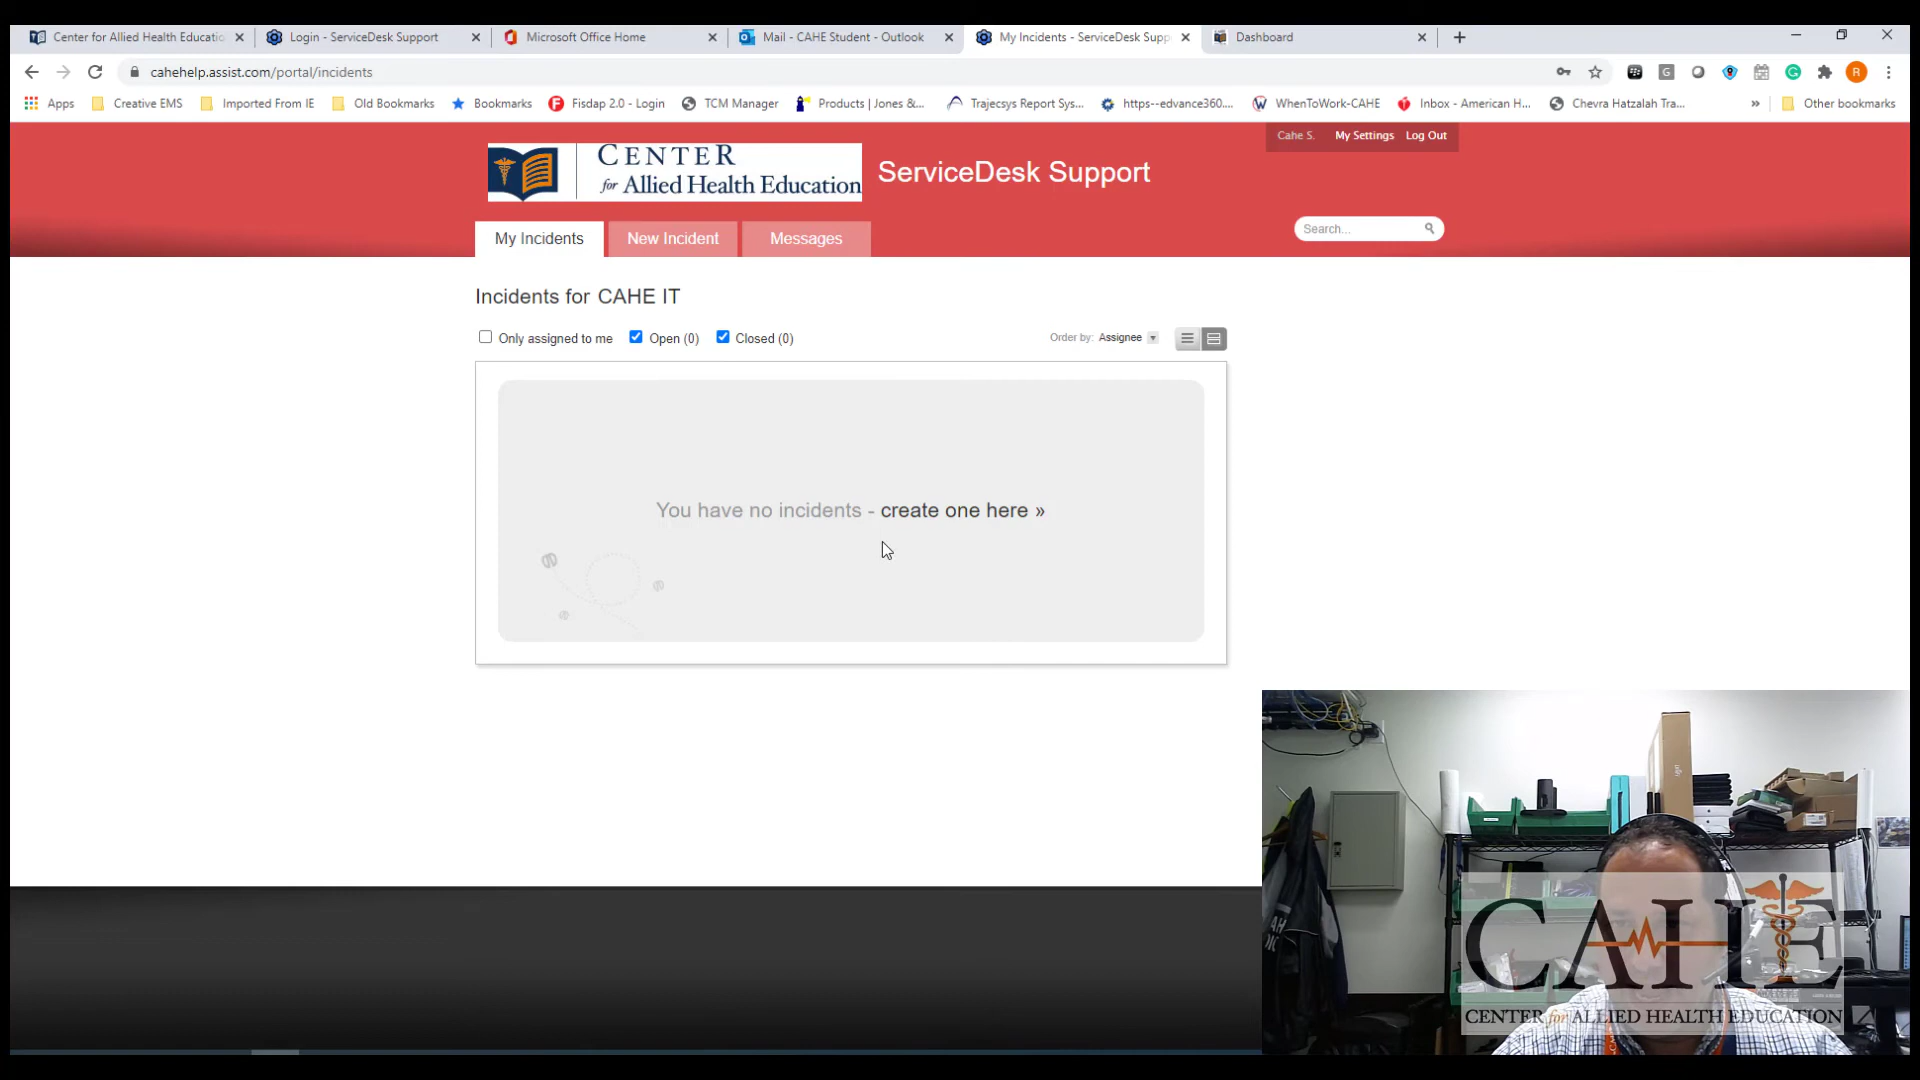 Center for Allied Health Educatio
Login - ServiceDesk Support
Microsoft Office Home
Mail - CAHE Student - Outlook
My Incidents - ServiceDesk Supp
Dashboard
cahehelp.assist.com/portal/incidents
Apps
Creative EMS
Imported From IE
Old Bookmarks
Bookmarks
Fisdap 2.0 - Login
TCM Manager
Products | Jones &...
Trajecsys Report Sys...
https--edvance360....
WhenToWork-CAHE
Inbox - American H...
Chevra Hatzalah Tra...
»
Other bookmarks
R
Cahe S.
My Settings
Log Out
CENTER
for Allied Health Education
ServiceDesk Support
My Incidents
New Incident
Messages
Search...
Incidents for CAHE IT
Only assigned to me
Open (0)
Closed (0)
Order by: Assignee
You have no incidents - create one here »
CAHE
CENTER for ALLIED HEALTH EDUCATION